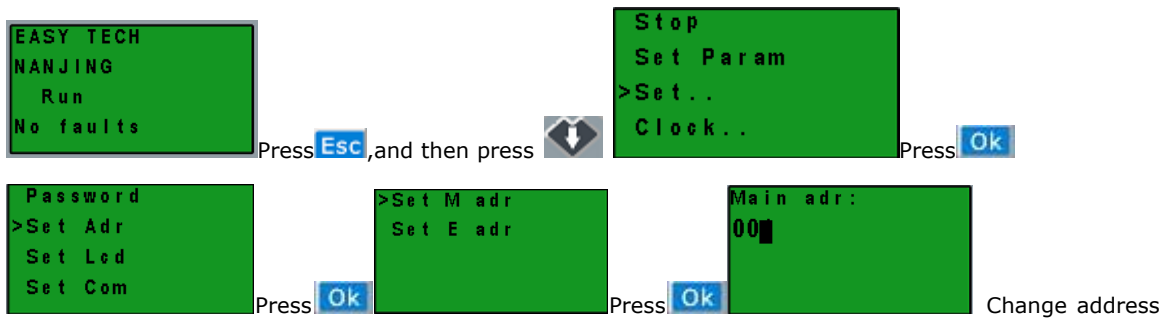 EASY TECH
NANJING
Run
No faults
Press Esc ,and then press
Stop
Set Param
>Set..
Clock..
Press Ok
Password
>Set Adr
Set Lcd
Set Com
Press Ok
>Set M adr
Set E adr
Press Ok
Main adr:
00
Change address